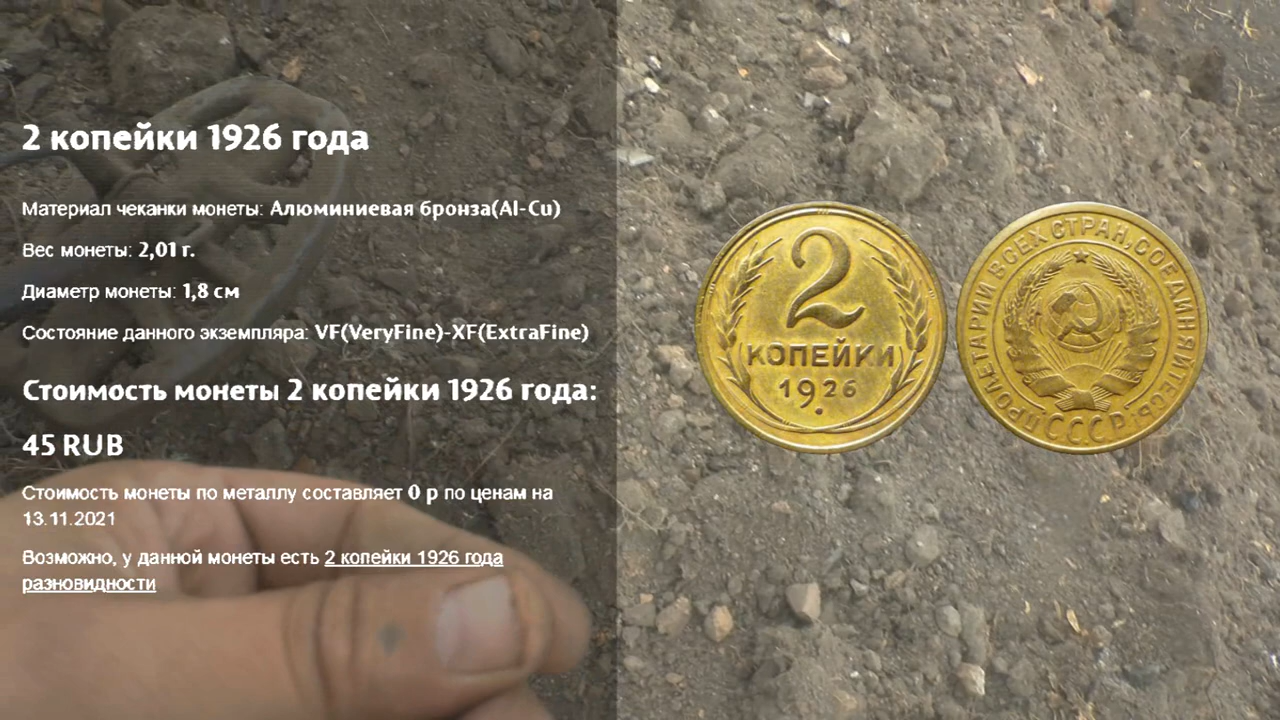 2 копейки 1926 года
Материал чеканки монеты: Алюминиевая бронза(Al-Cu)
Вес монеты: 2,01 г.
Диаметр монеты: 1,8 см
Состояние данного экземпляра: VF(VeryFine)-XF(ExtraFine)
Стоимость монеты 2 копейки 1926 года:
45 RUB
Стоимость монеты по металлу составляет 0 р по ценам на
13.11.2021
Возможно, у данной монеты есть 2 копейки 1926 года
разновидности
2
КОПЕЙКИ
1926
ПРОЛЕТАРИИ ВСЕХ СТРАН, СОЕДИНЯЙТЕСЬ!
СССР